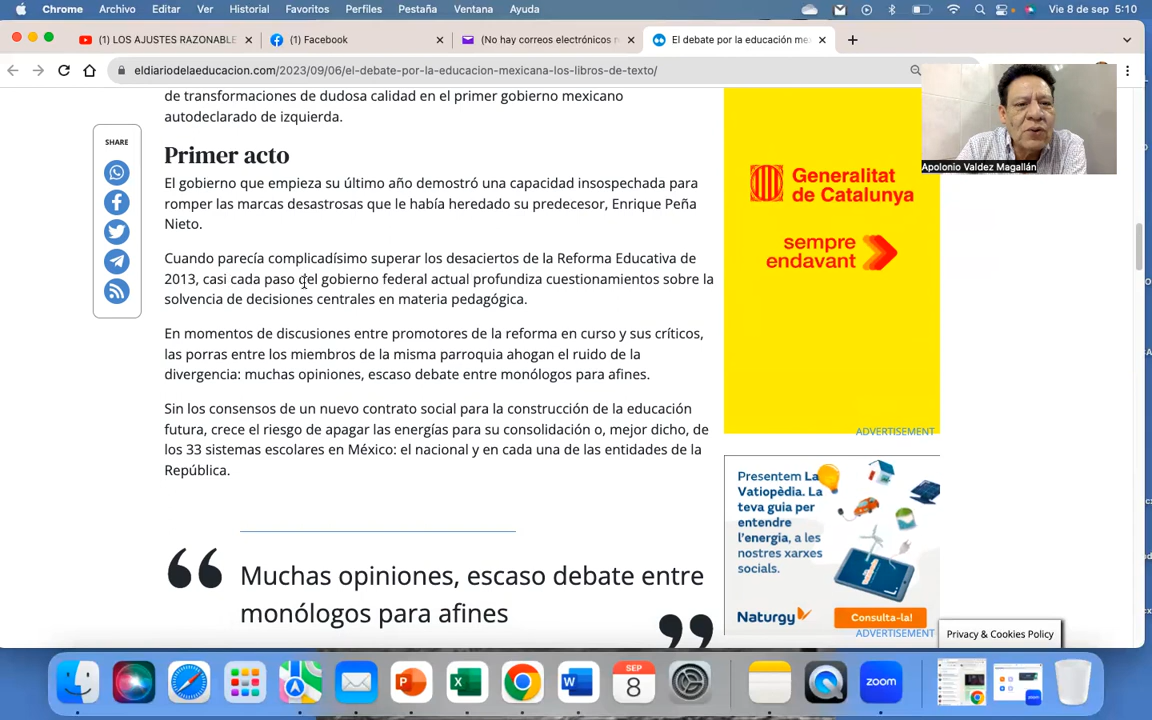 Chrome Archivo Editar Ver Historial Favoritos Perfiles Pestaña Ventana Ayuda Vie 8 de sep 5:10
(1) LOS AJUSTES RAZONABLE (1) Facebook (No hay correos electrónicos El debate por la educación me
eldiariodelaeducacion.com/2023/09/06/el-debate-por-la-educacion-mexicana-los-libros-de-texto/
Apolonio Valdez Magallán
SHARE
de transformaciones de dudosa calidad en el primer gobierno mexicano
autodeclarado de izquierda.
Primer acto
El gobierno que empieza su último año demostró una capacidad insospechada para
romper las marcas desastrosas que le había heredado su predecesor, Enrique Peña
Nieto.
Cuando parecía complicadísimo superar los desaciertos de la Reforma Educativa de
2013, casi cada paso del gobierno federal actual profundiza cuestionamientos sobre la
solvencia de decisiones centrales en materia pedagógica.
En momentos de discusiones entre promotores de la reforma en curso y sus críticos,
las porras entre los miembros de la misma parroquia ahogan el ruido de la
divergencia: muchas opiniones, escaso debate entre monólogos para afines.
Sin los consensos de un nuevo contrato social para la construcción de la educación
futura, crece el riesgo de apagar las energías para su consolidación o, mejor dicho, de
los 33 sistemas escolares en México: el nacional y en cada una de las entidades de la
República.
“ Muchas opiniones, escaso debate entre
monólogos para afines ”
Generalitat
de Catalunya
sempre
endavant
ADVERTISEMENT
Presentem La
Vatiopèdia. La
teva guia per
entendre
l'energia, a les
nostres xarxes
socials.
Naturgy Consulta-la!
ADVERTISEMENT
Privacy & Cookies Policy
SEP
8
zoom